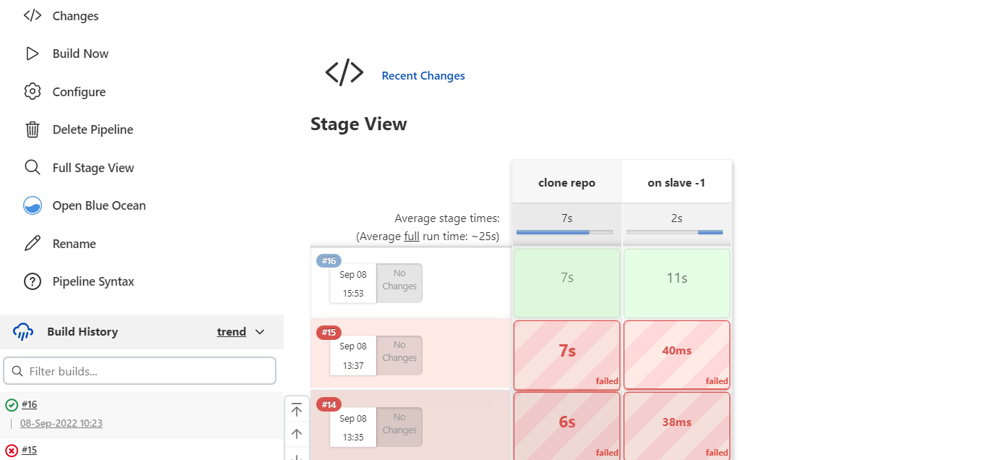 Changes
Build Now
Configure
Delete Pipeline
Full Stage View
Open Blue Ocean
Rename
Pipeline Syntax
Build History
trend
Filter builds...
#16
08-Sep-2022 10:23
#15
Recent Changes
Stage View
clone repo
on slave -1
Average stage times:
7s
2s
(Average full run time: ~25s)
#16
Sep 08
15:53
No
Changes
7s
11s
#15
Sep 08
13:37
No
Changes
7s
failed
40ms
failed
#14
Sep 08
13:35
No
Changes
6s
failed
38ms
failed